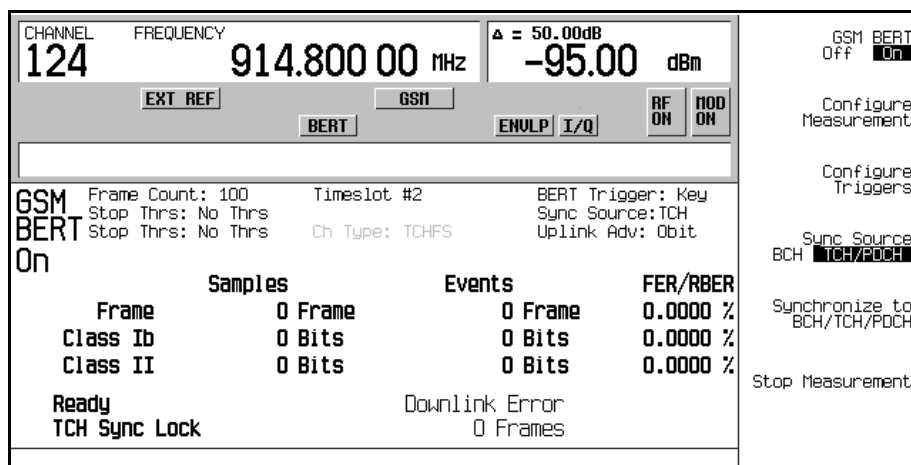 CHANNEL FREQUENCY Δ = 50.00dB
124 914.800 00 MHz -95.00 dBm
EXT REF GSM RF ON MOD ON
BERT ENVLP I/Q
GSM BERT On
Frame Count: 100 Timeslot #2 BERT Trigger: Key
Stop Thrs: No Thrs Sync Source:TCH
Stop Thrs: No Thrs Ch Type: TCHFS Uplink Adv: 0bit
Samples Events FER/RBER
Frame 0 Frame 0 Frame 0.0000 %
Class Ib 0 Bits 0 Bits 0.0000 %
Class II 0 Bits 0 Bits 0.0000 %
Ready Downlink Error
TCH Sync Lock 0 Frames
GSM BERT
Off On
Configure
Measurement
Configure
Triggers
Sync Source
BCH TCH/PDCH
Synchronize to
BCH/TCH/PDCH
Stop Measurement